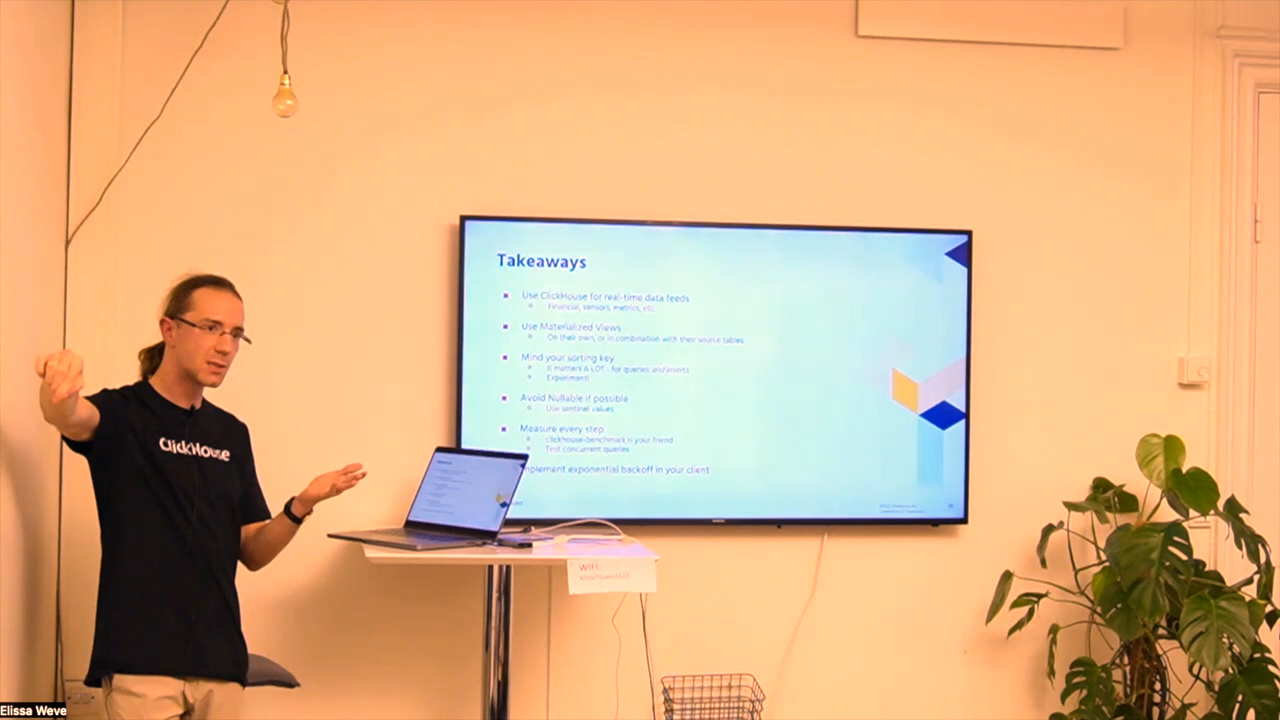 Takeaways
Use ClickHouse for real-time data feeds
Financial, sensors, metrics, etc.
Use Materialized Views
On their own, or in combination with their source tables
Mind your sorting key
It matters A LOT - for queries and inserts
Experiment!
Avoid Nullable if possible
Use sentinel values
Measure every step
clickhouse-benchmark is your friend
Test concurrent queries
mplement exponential backoff in your client
ClickHouse
WIFI:
Elissa Weve